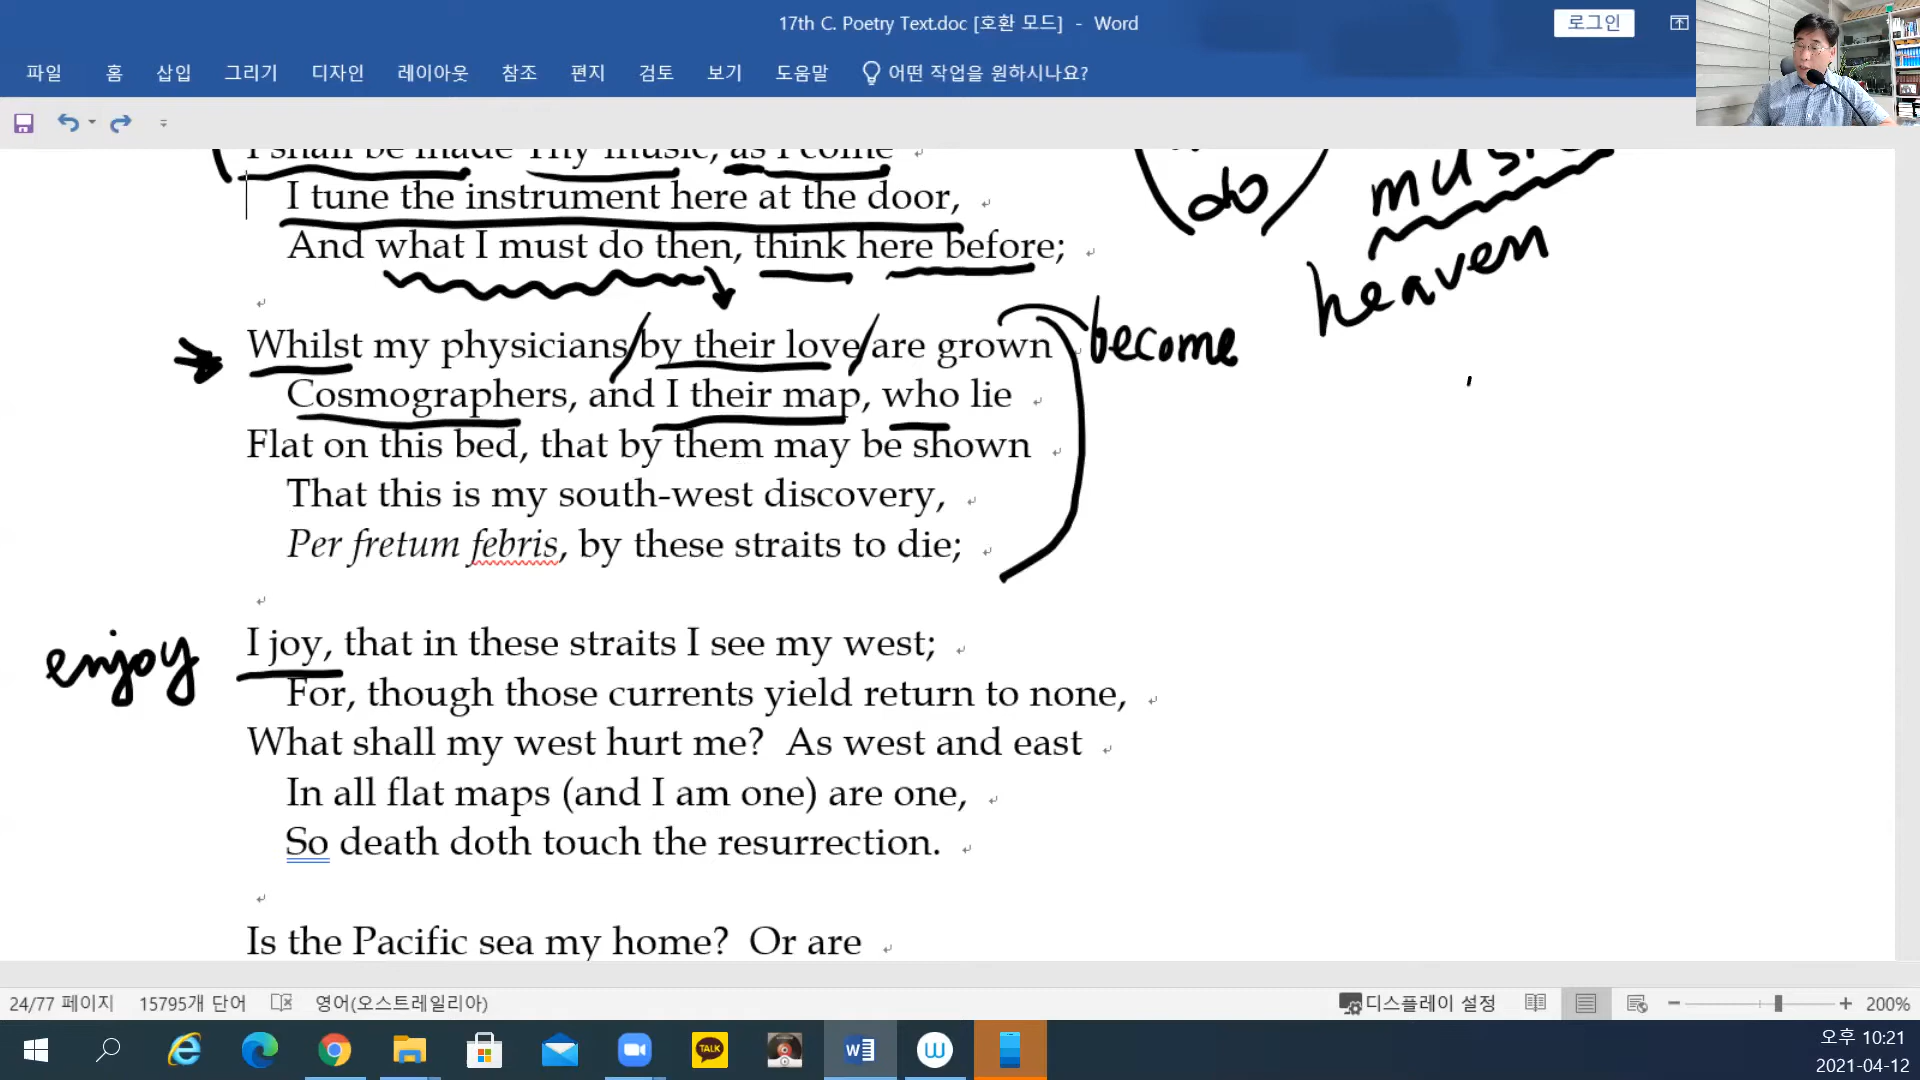 17th C. Poetry Text.doc [호환 모드] - Word
로그인
파일 홈 삽입 그리기 디자인 레이아웃 참조 편지 검토 보기 도움말 어떤 작업을 원하시나요?
I shall be made Thy music, as I come
I tune the instrument here at the door,
do
And what I must do then, think here before;
heaven
Whilst my physicians by their love are grown
become
Cosmographers, and I their map, who lie
Flat on this bed, that by them may be shown
That this is my south-west discovery,
Per fretum febris, by these straits to die;
enjoy
I joy, that in these straits I see my west;
For, though those currents yield return to none,
What shall my west hurt me? As west and east
In all flat maps (and I am one) are one,
So death doth touch the resurrection.
Is the Pacific sea my home? Or are
24/77 페이지 15795개 단어 영어(오스트레일리아) 디스플레이 설정 200%
TALK
오후 10:21
2021-04-12